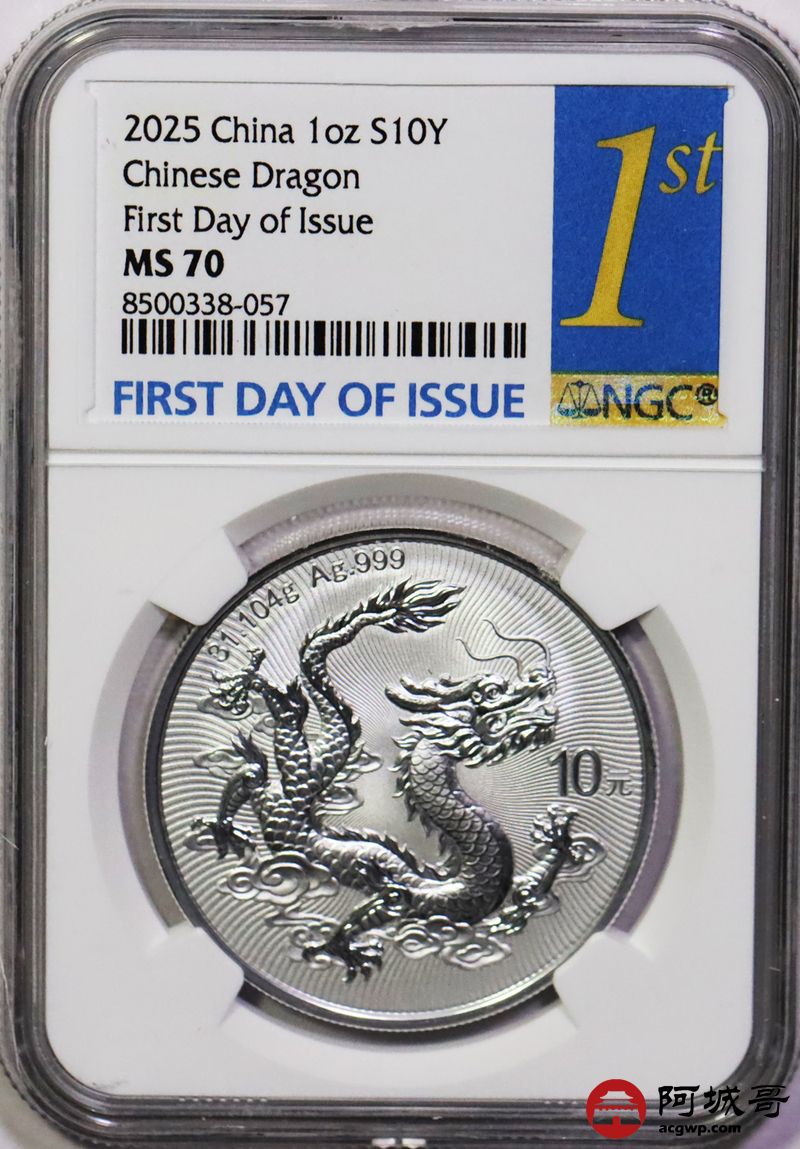 2025 China 1oz S10Y
Chinese Dragon
First Day of Issue
MS 70
8500338-057
FIRST DAY OF ISSUE
1st
NGC®
31.104g Ag.999
10元
阿城哥
acgwp.com